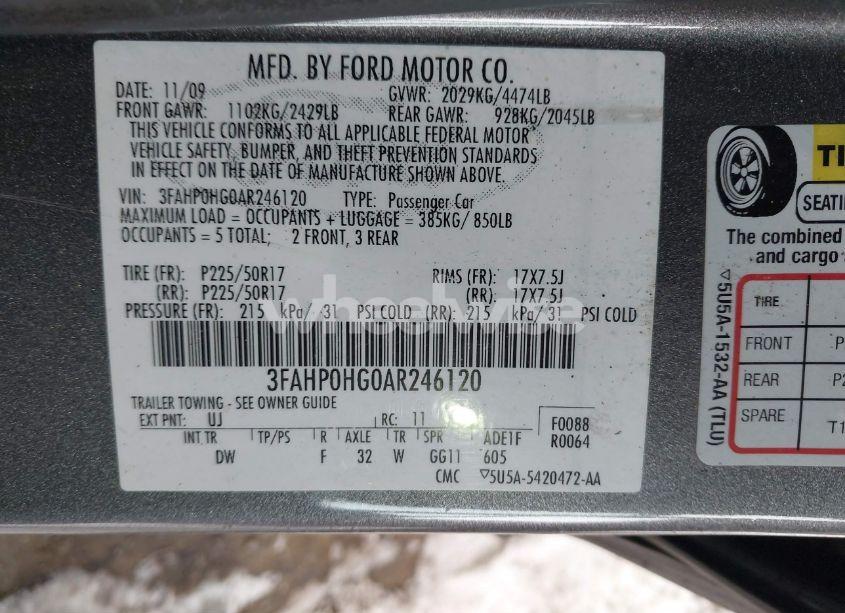 MFD. BY FORD MOTOR CO.
DATE: 11/09 GVWR: 2029KG/4474LB
FRONT GAWR: 1102KG/2429LB REAR GAWR: 928KG/2045LB
THIS VEHICLE CONFORMS TO ALL APPLICABLE FEDERAL MOTOR
VEHICLE SAFETY, BUMPER, AND THEFT PREVENTION STANDARDS
IN EFFECT ON THE DATE OF MANUFACTURE SHOWN ABOVE.
VIN: 3FAHP0HG0AR246120 TYPE: Passenger Car
MAXIMUM LOAD = OCCUPANTS + LUGGAGE = 385KG/ 850LB
OCCUPANTS = 5 TOTAL; 2 FRONT, 3 REAR
TIRE (FR): P225/50R17 RIMS (FR): 17X7.5J
(RR): P225/50R17 (RR): 17X7.5J
PRESSURE (FR): 215 kPa/ 31 PSI COLD (RR): 215 kPa/ 31 PSI COLD
wheelwise
3FAHP0HG0AR246120
TRAILER TOWING - SEE OWNER GUIDE
EXT PNT: UJ RC: 11 F0088
INT TR TP/PS R AXLE TR SPR ADE1F R0064
DW F 32 W GG11 605
CMC ▽5U5A-5420472-AA
TI
SEATI
The combined
and cargo
▽5U5A-1532-AA (TLU)
TIRE
FRONT P
REAR P2
SPARE T1